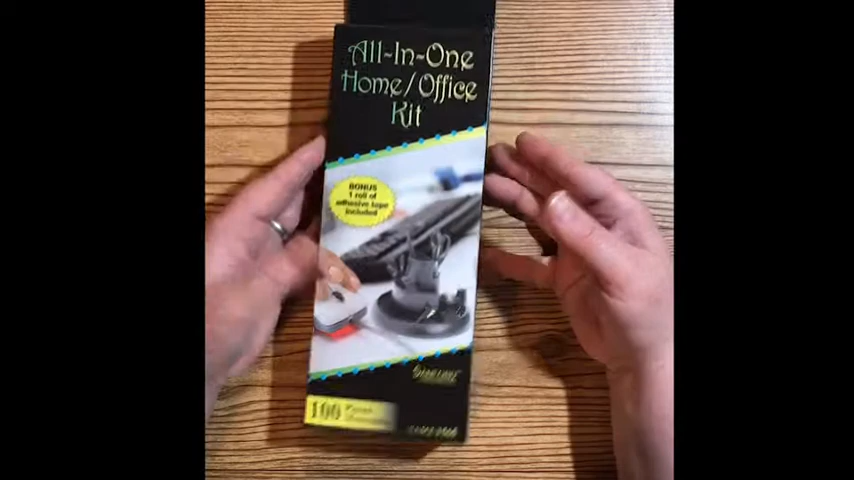 All-In-One
Home/Office
Kit
BONUS
1 roll of
adhesive tape
included
100